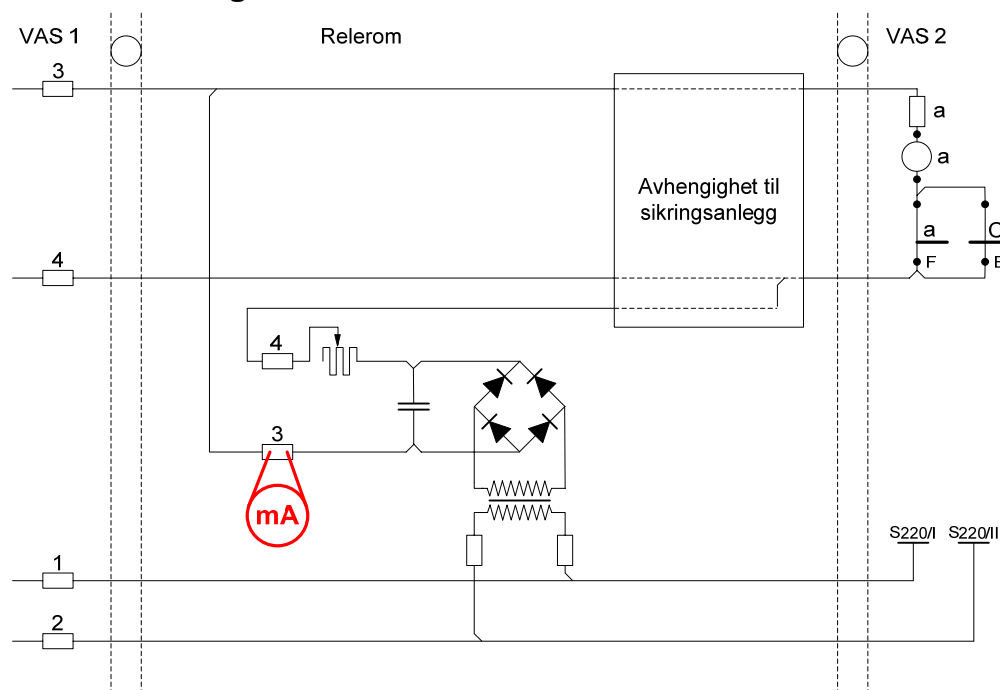 VAS 1
Relerom
VAS 2
3
a
a
Avhengighet til
sikringsanlegg
a
F
4
4
3
mA
S220/I
S220/II
1
2